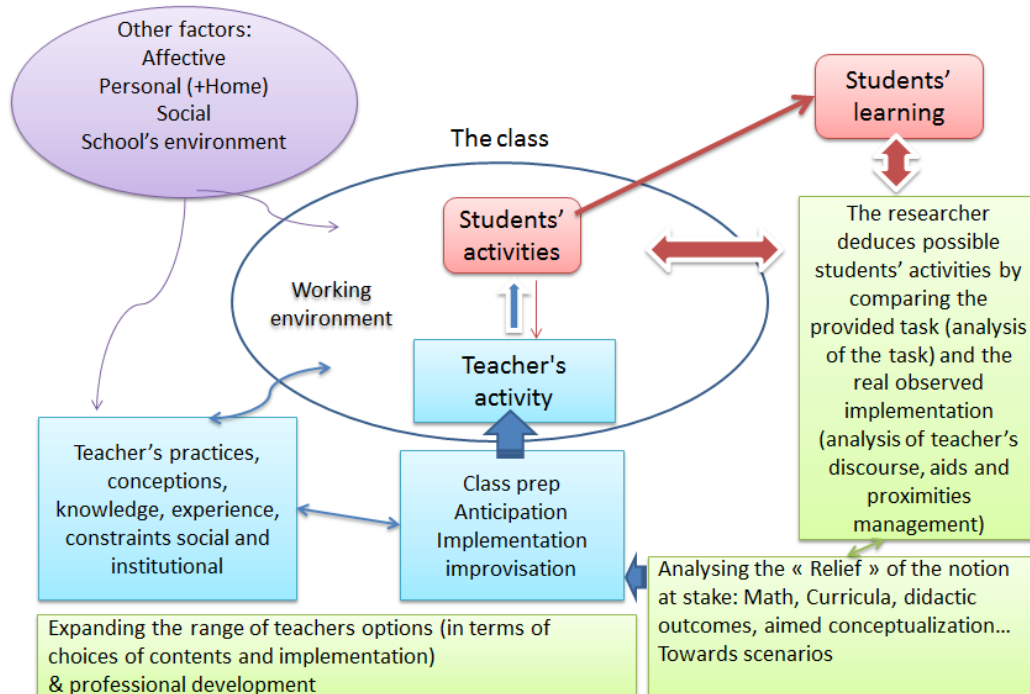 Other factors:
Affective
Personal (+Home)
Social
School's environment
The class
Students'
learning
Students'
activities
Working
environment
Teacher's
activity
The researcher
deduces possible
students' activities by
comparing the
provided task (analysis
of the task) and the
real observed
implementation
(analysis of teacher's
discourse, aids and
proximities
management)
Teacher's practices,
conceptions,
knowledge, experience,
constraints social and
institutional
Class prep
Anticipation
Implementation
improvisation
Analysing the « Relief » of the notion
at stake: Math, Curricula, didactic
outcomes, aimed conceptualization...
Towards scenarios
Expanding the range of teachers options (in terms of
choices of contents and implementation)
& professional development